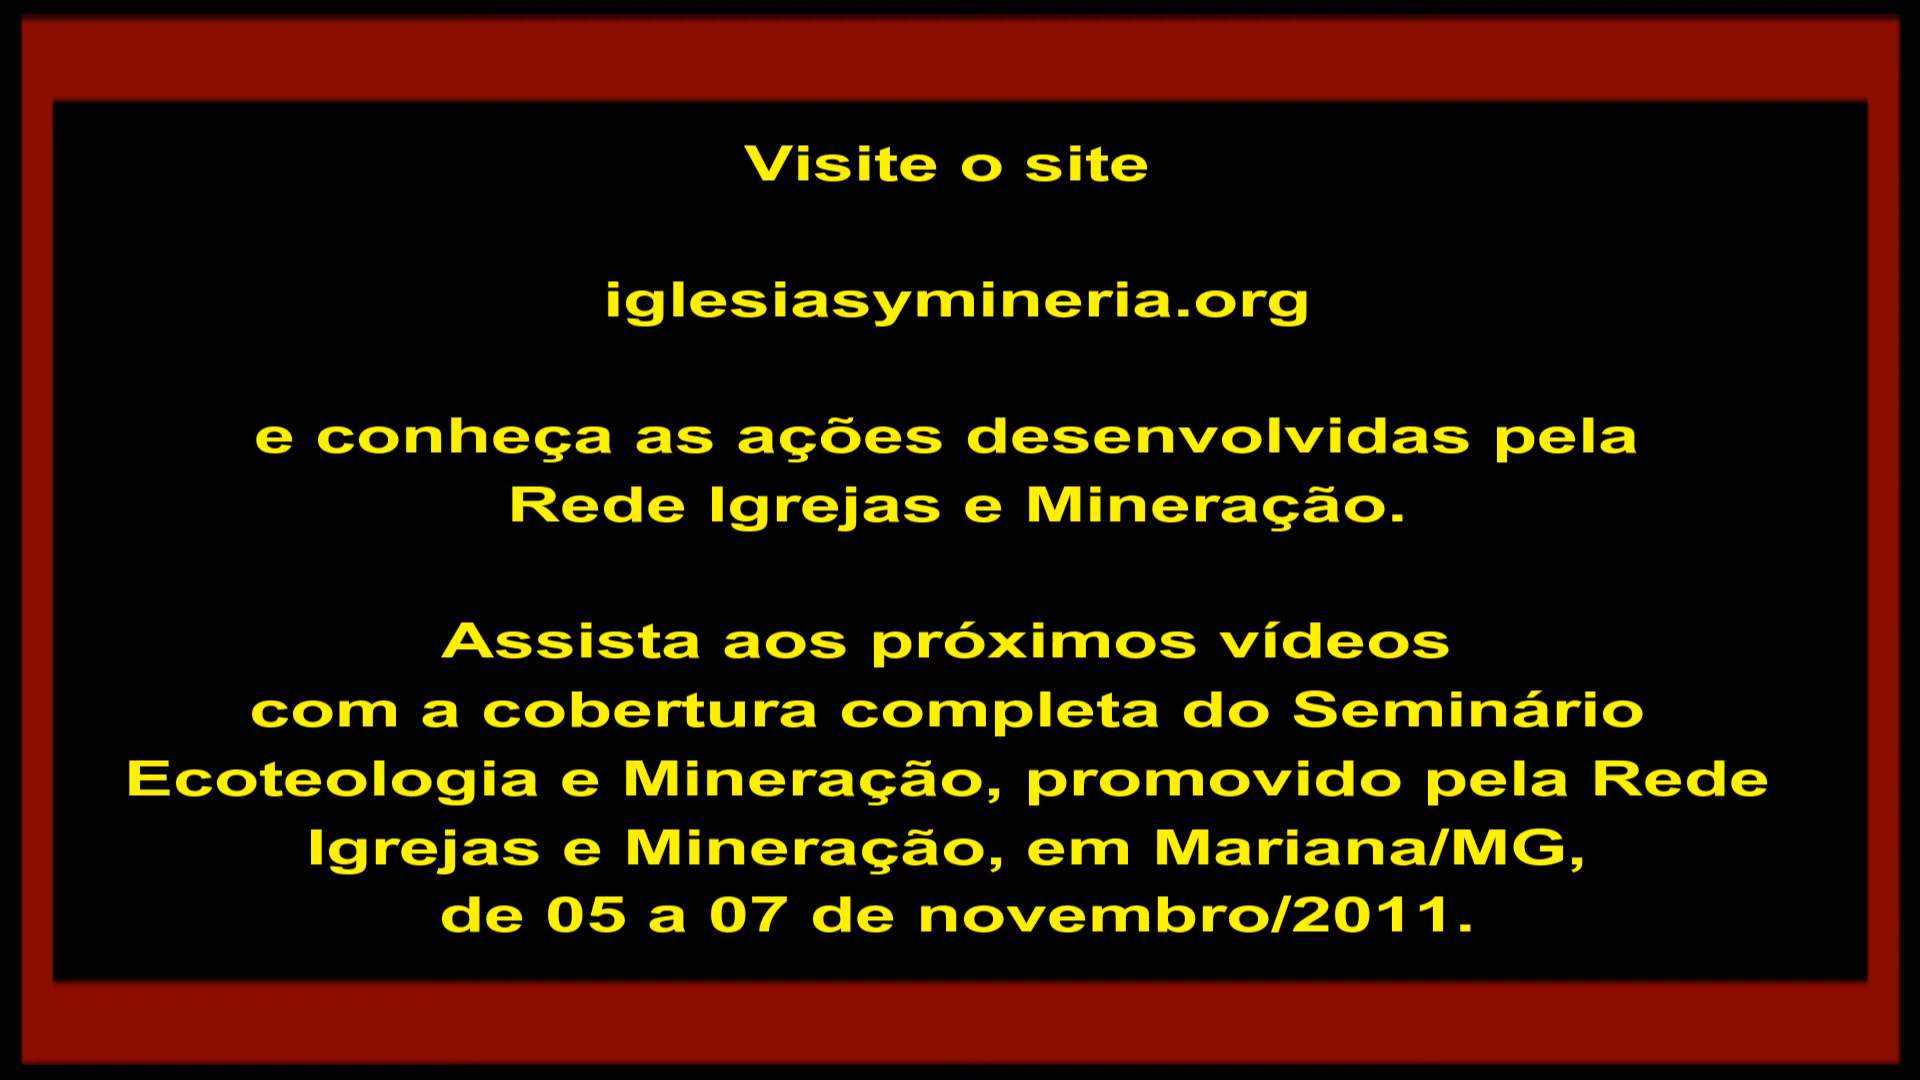 Visite o site
iglesiasymineria.org
e conheça as ações desenvolvidas pela
Rede Igrejas e Mineração.
Assista aos próximos vídeos
com a cobertura completa do Seminário
Ecoteologia e Mineração, promovido pela Rede
Igrejas e Mineração, em Mariana/MG,
de 05 a 07 de novembro/2011.